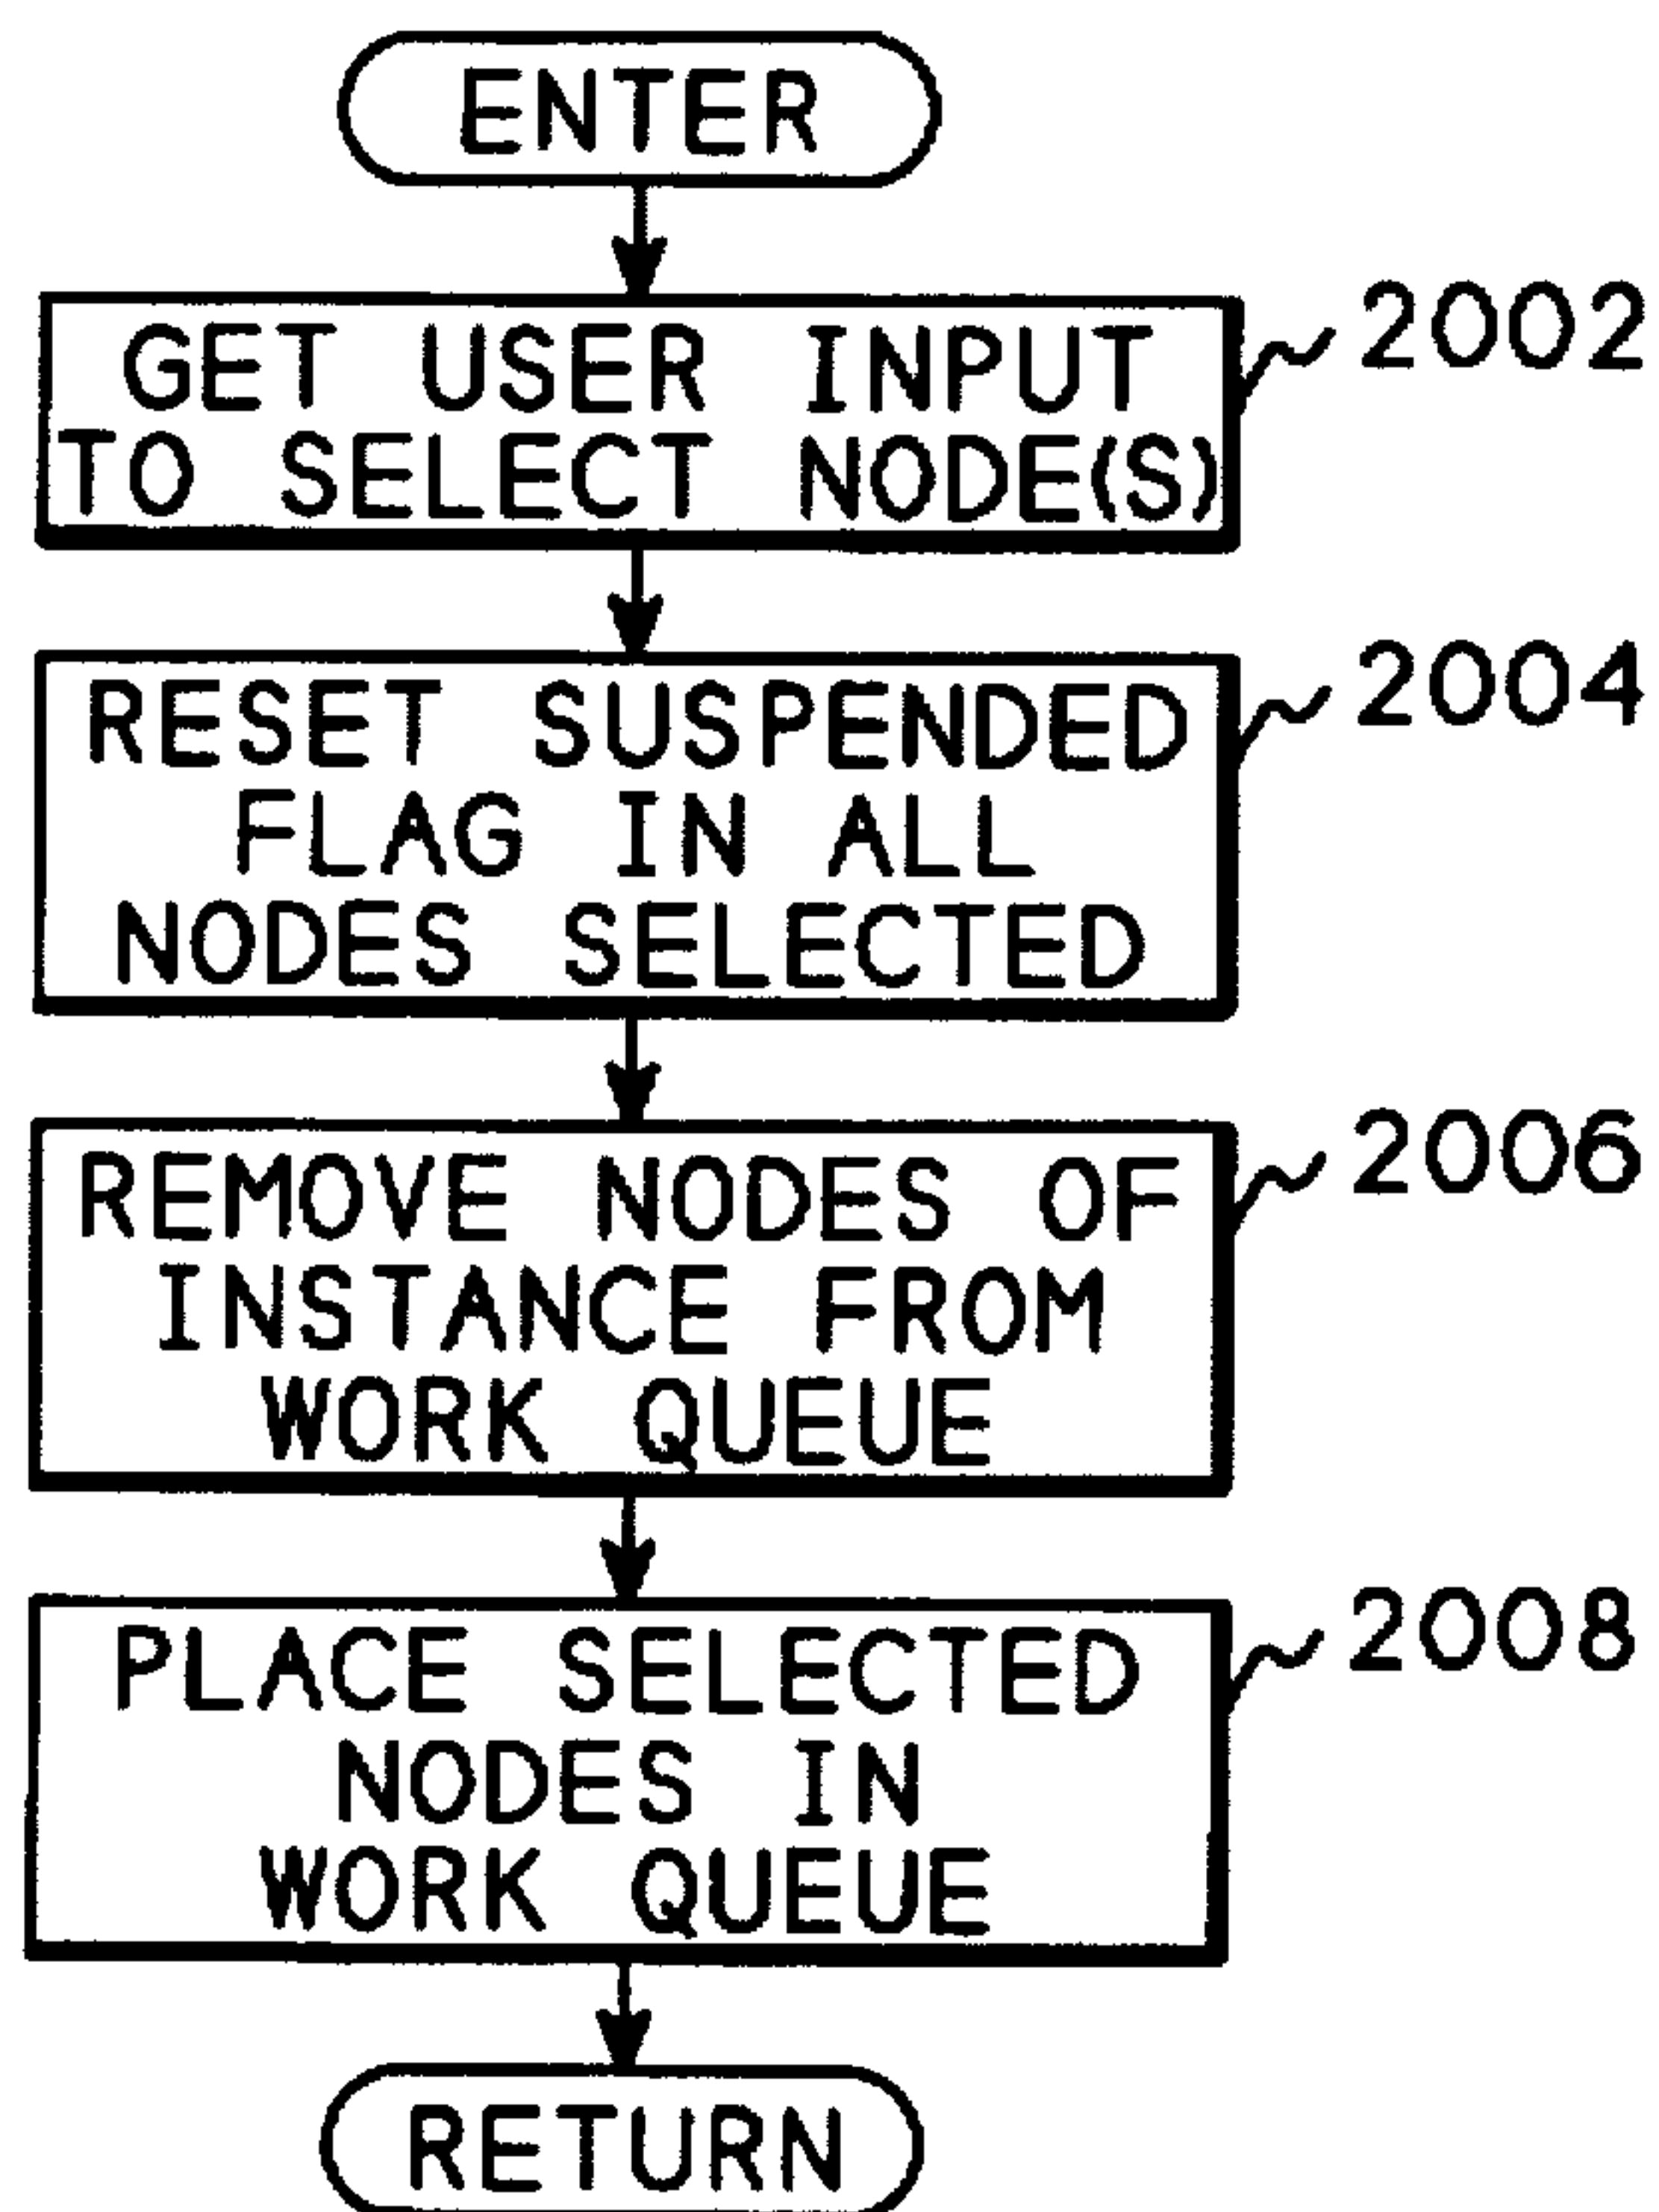 ENTER
GET USER INPUT
TO SELECT NODE(S)
2002
RESET SUSPENDED
FLAG IN ALL
NODES SELECTED
2004
REMOVE NODES OF
INSTANCE FROM
WORK QUEUE
2006
PLACE SELECTED
NODES IN
WORK QUEUE
2008
RETURN